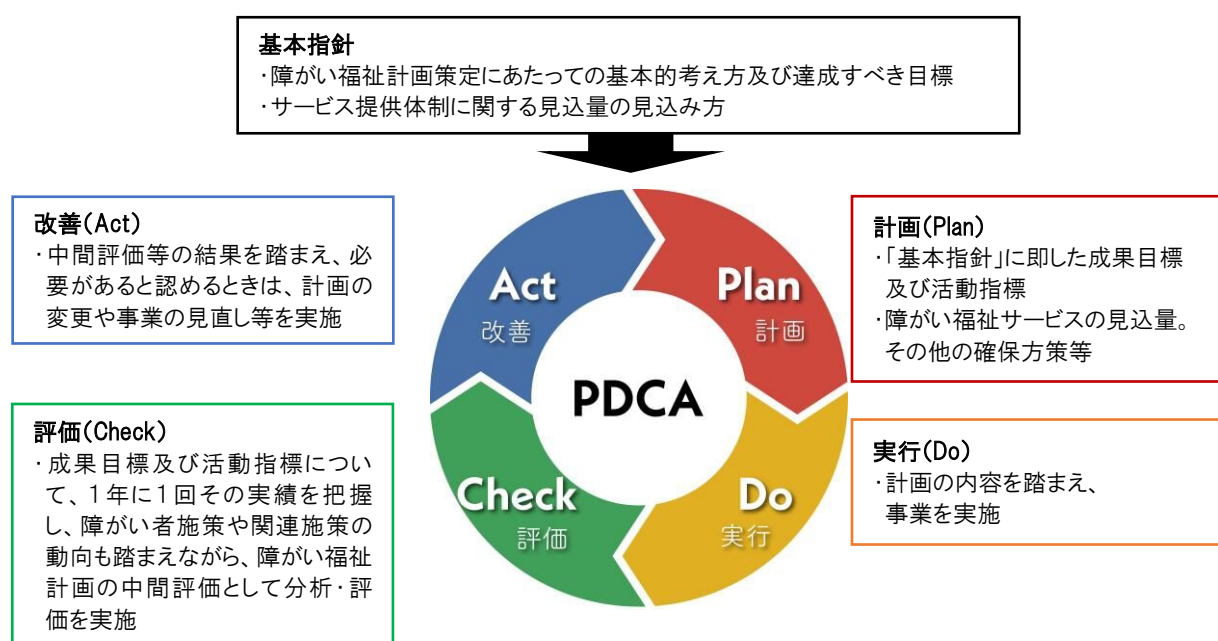 基本指針
・障がい福祉計画策定にあたっての基本的考え方及び達成すべき目標
・サービス提供体制に関する見込量の見込み方
改善(Act)
・中間評価等の結果を踏まえ、必
要があると認めるときは、計画の
変更や事業の見直し等を実施
計画(Plan)
・「基本指針」に即した成果目標
及び活動指標
・障がい福祉サービスの見込量。
その他の確保方策等
Act
改善
Plan
計画
PDCA
Check
評価
Do
実行
評価(Check)
・成果目標及び活動指標につい
て、1年に1回その実績を把握
し、障がい者施策や関連施策の
動向も踏まえながら、障がい福祉
計画の中間評価として分析・評
価を実施
実行(Do)
・計画の内容を踏まえ、
事業を実施